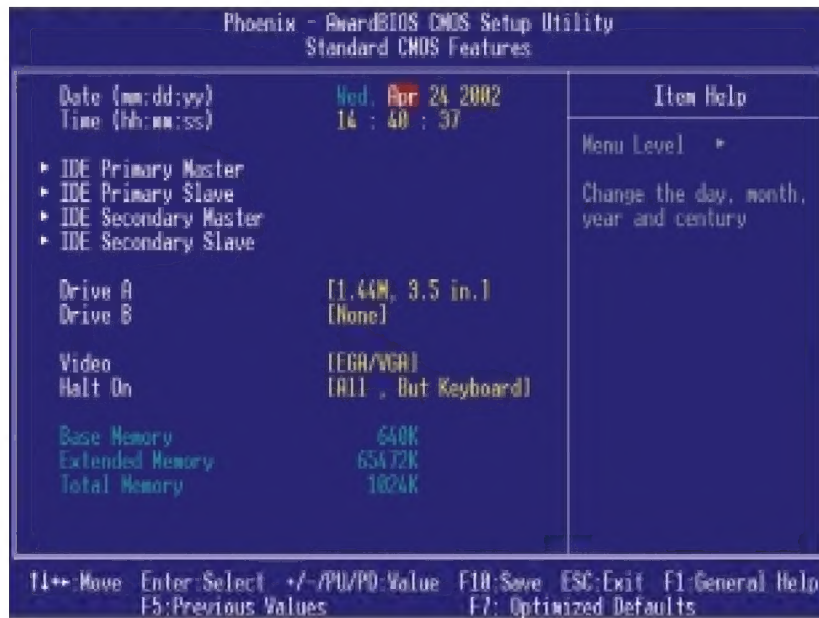 Phoenix - AwardBIOS CMOS Setup Utility
Standard CMOS Features
Date (mm:dd:yy) Wed, Apr 24 2002
Time (hh:mm:ss) 14 : 40 : 37
IDE Primary Master
IDE Primary Slave
IDE Secondary Master
IDE Secondary Slave
Drive A [1.44M, 3.5 in.]
Drive B [None]
Video [EGA/VGA]
Halt On [All , But Keyboard]
Base Memory 640K
Extended Memory 65472K
Total Memory 1024K
Item Help
Menu Level
Change the day, month,
year and century
↑↓↔:Move Enter:Select +/-/PU/PD:Value F10:Save ESC:Exit F1:General Help
F5:Previous Values F7: Optimized Defaults